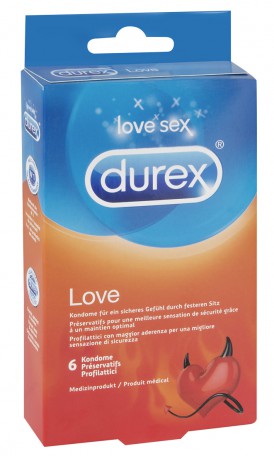 durex
Love
love sex
durex
Love
Kondome für ein sicheres Gefühl durch festeren Sitz
Préservatifs pour une meilleure sensation de sécurité grâce
à un maintien optimal
Profilattici con maggior aderenza per una migliore
sensazione di sicurezza
6 Kondome
Préservatifs
Profilattici
Medizinprodukt / Produit médical